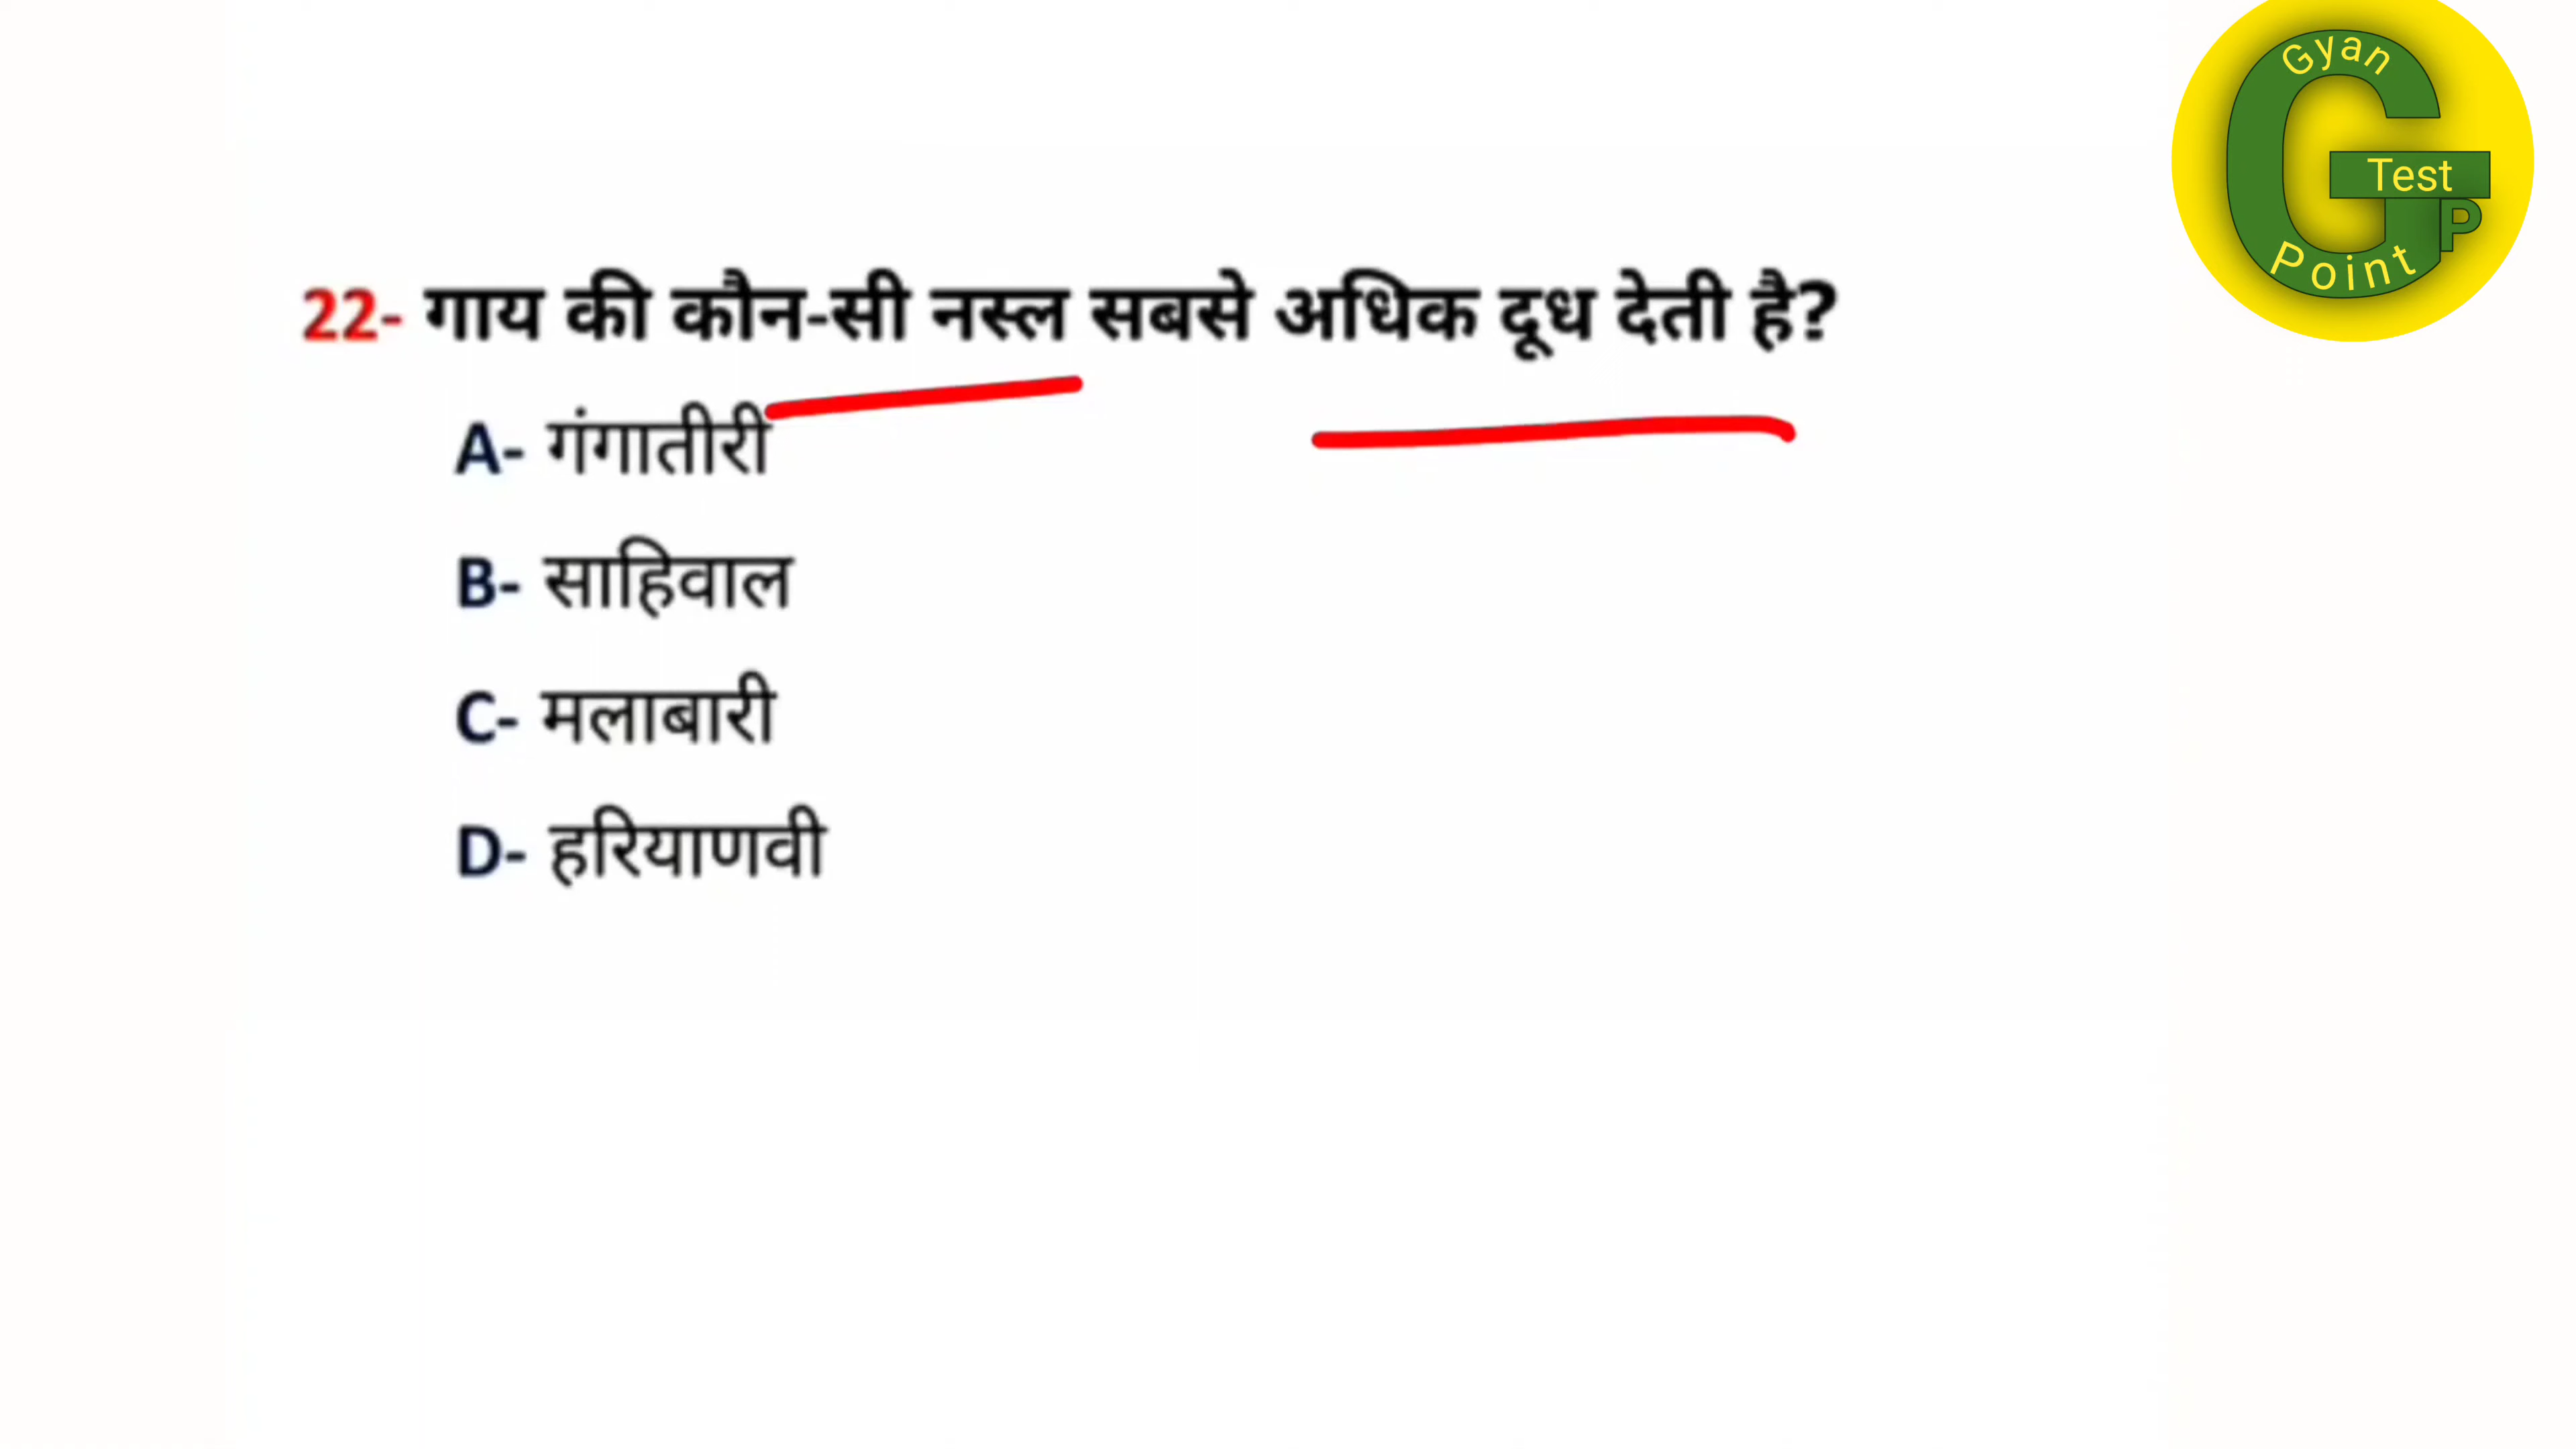 Gyan
Test
P
Point
22- गाय की कौन-सी नस्ल सबसे अधिक दूध देती है?
A- गंगातीरी
B- साहिवाल
C- मलाबारी
D- हरियाणवी